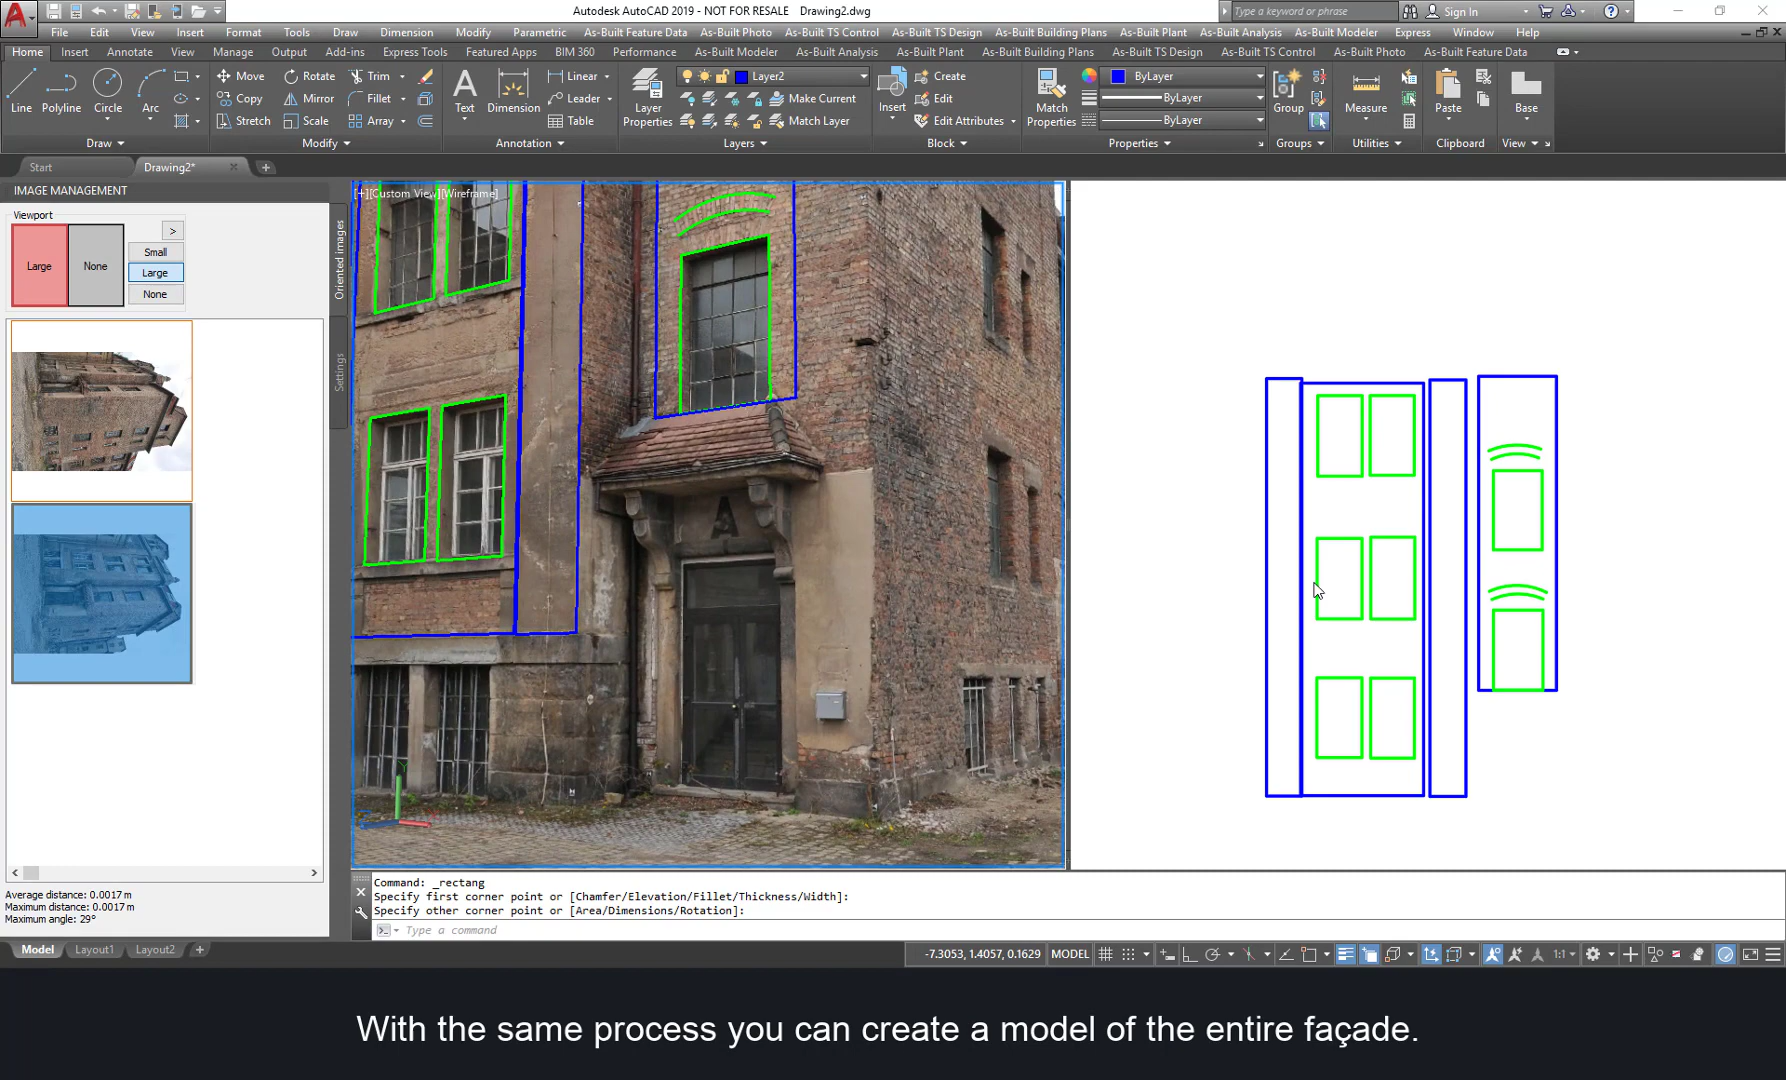 Autodesk AutoCAD 2019 - NOT FOR RESALE Drawing2.dwg
Type a keyword or phrase
Sign In
File Edit View Insert Format Tools Draw Dimension Modify Parametric As-Built Feature Data As-Built Photo As-Built TS Control As-Built TS Design As-Built Building Plans As-Built Plant As-Built Analysis As-Built Modeler Express Window Help
Home Insert Annotate View Manage Output Add-ins Express Tools Featured Apps BIM 360 Performance As-Built Modeler As-Built Analysis As-Built Plant As-Built Building Plans As-Built TS Design As-Built TS Control As-Built Photo As-Built Feature Data
Move Rotate Trim Linear Layer2 Create ByLayer
Line Polyline Circle Arc Copy Mirror Fillet Text Dimension Leader Layer Properties Make Current Insert Edit Match Properties ByLayer Group Measure Paste Base
Stretch Scale Array Table Match Layer Edit Attributes ByLayer
Draw Modify Annotation Layers Block Properties Groups Utilities Clipboard View
Start Drawing2*
IMAGE MANAGEMENT
Viewport
>
Large None
Small
Large
None
Oriented images
Settings
[+][Custom View][Wireframe]
A
Average distance: 0.0017 m
Maximum distance: 0.0017 m
Maximum angle: 29°
Command: _rectang
Specify first corner point or [Chamfer/Elevation/Fillet/Thickness/Width]:
Specify other corner point or [Area/Dimensions/Rotation]:
Type a command
Model Layout1 Layout2
-7.3053, 1.4057, 0.1629 MODEL 1:1
With the same process you can create a model of the entire façade.